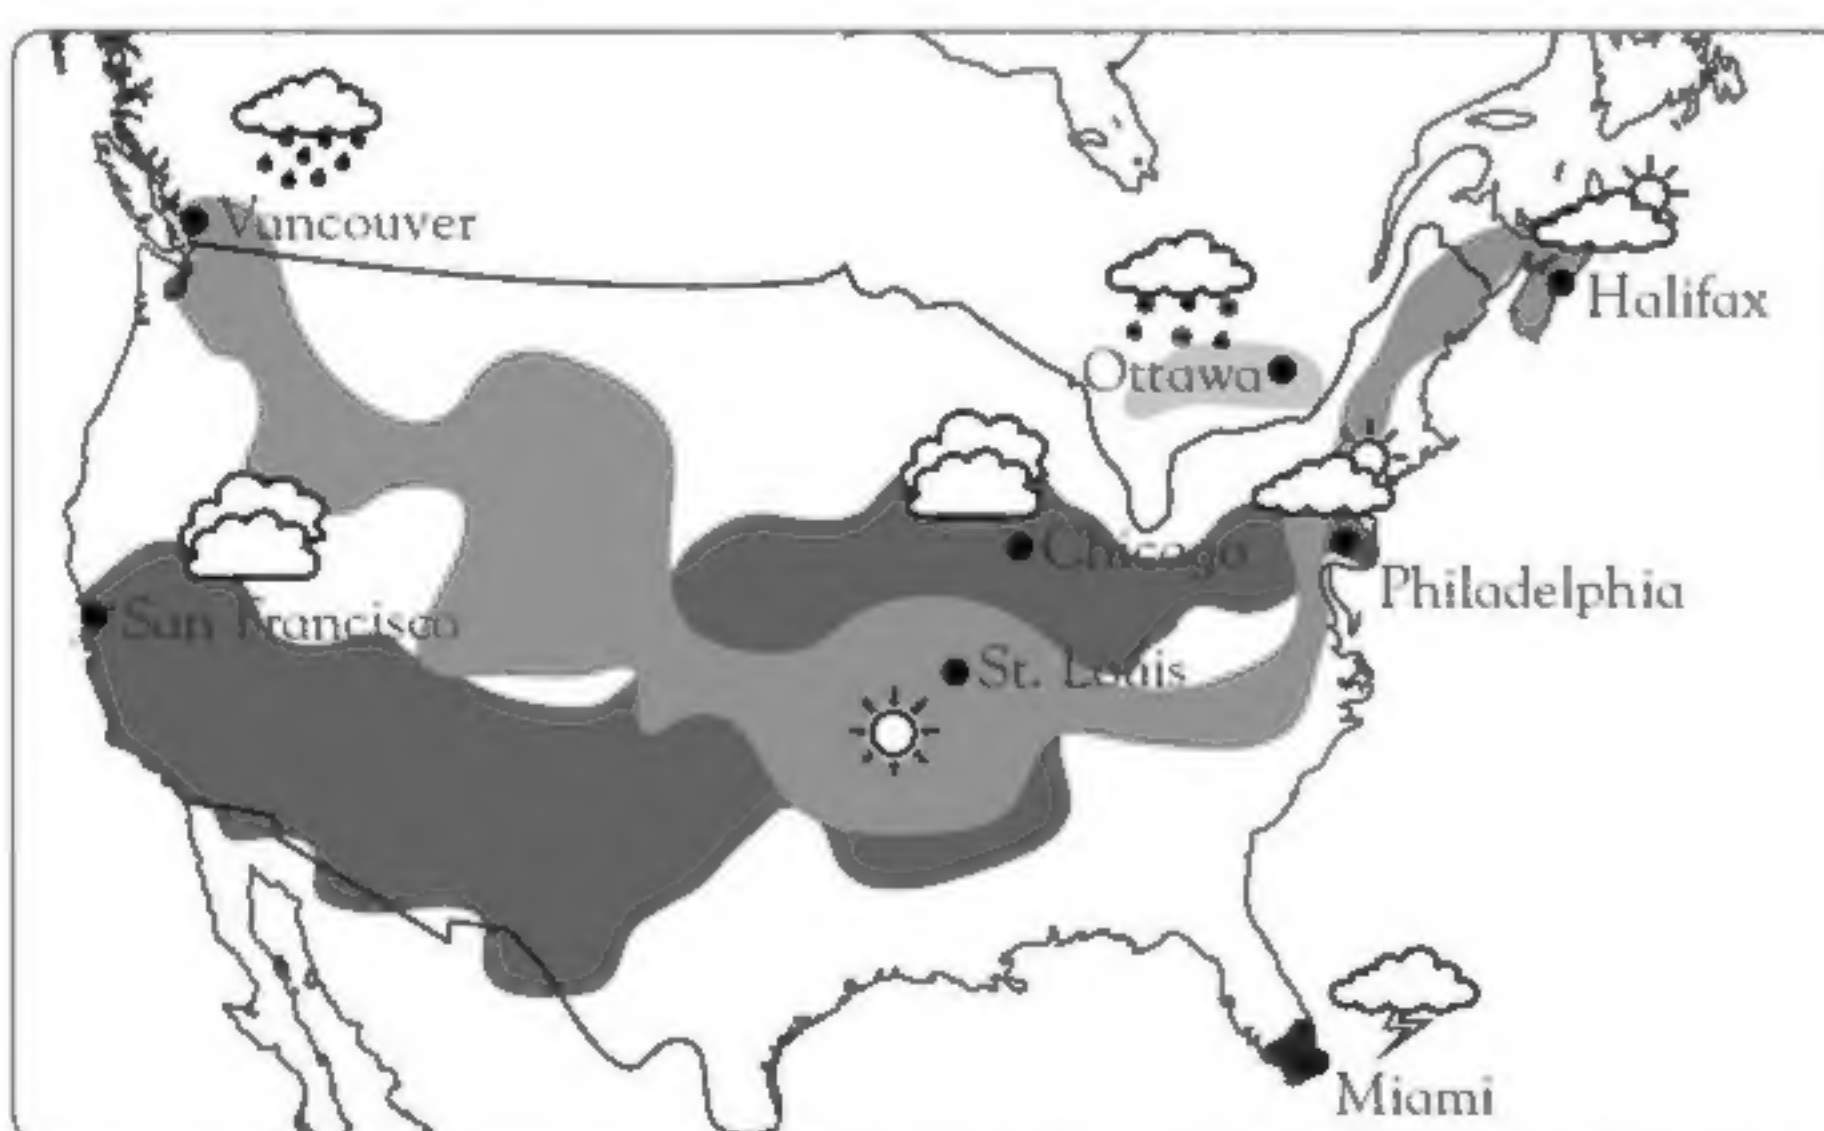 Vancouver
Halifax
Ottawa
Chicago
Philadelphia
San Francisco
St. Louis
Miami